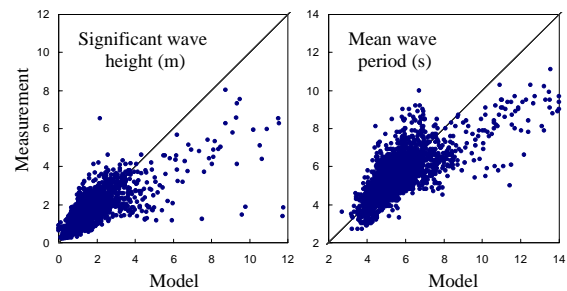 12
10
8
6
4
2
0
0 2 4 6 8 10 12
Significant wave
height (m)
Measurement
Model
14
12
10
8
6
4
2
2 4 6 8 10 12 14
Mean wave
period (s)
Model